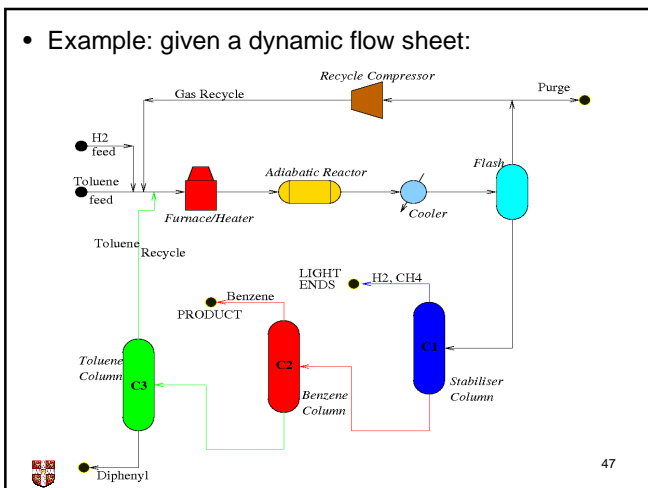 • Example: given a dynamic flow sheet:
Recycle Compressor
Gas Recycle
Purge
H2
feed
Toluene
feed
Furnace/Heater
Adiabatic Reactor
Cooler
Flash
Toluene
Recycle
LIGHT
ENDS
H2, CH4
Benzene
PRODUCT
C1
Stabiliser
Column
C2
Benzene
Column
Toluene
Column
C3
Diphenyl
47